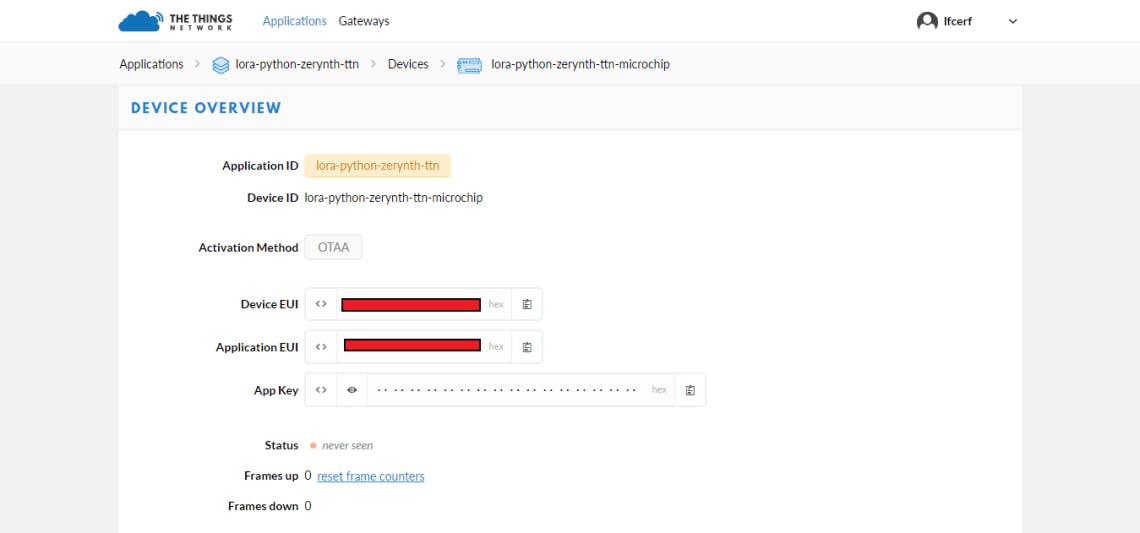 THE THINGS NETWORK Applications Gateways lfcerf
Applications > lora-python-zerynth-ttn > Devices > lora-python-zerynth-ttn-microchip
DEVICE OVERVIEW
Application ID lora-python-zerynth-ttn
Device ID lora-python-zerynth-ttn-microchip
Activation Method OTAA
Device EUI <> hex
Application EUI <> hex
App Key <> hex
Status never seen
Frames up 0 reset frame counters
Frames down 0